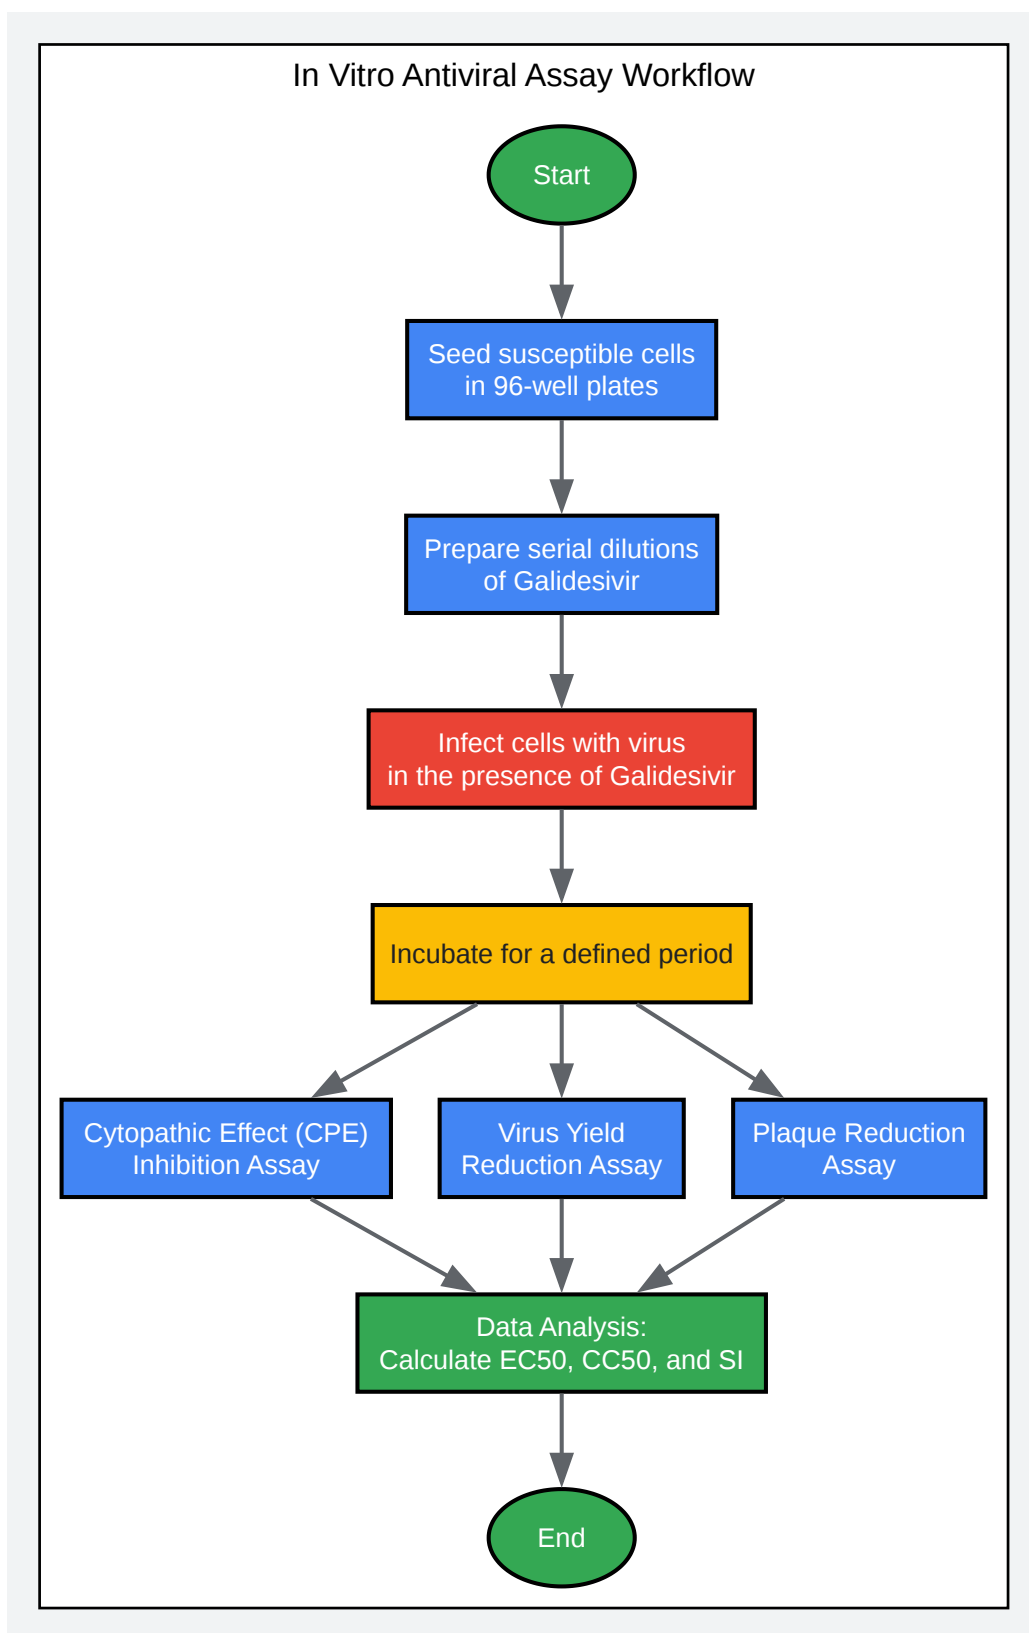 In Vitro Antiviral Assay Workflow
Start
Seed susceptible cells
in 96-well plates
Prepare serial dilutions
of Galidesivir
Infect cells with virus
in the presence of Galidesivir
Incubate for a defined period
Cytopathic Effect (CPE)
Inhibition Assay
Virus Yield
Reduction Assay
Plaque Reduction
Assay
Data Analysis:
Calculate EC50, CC50, and SI
End